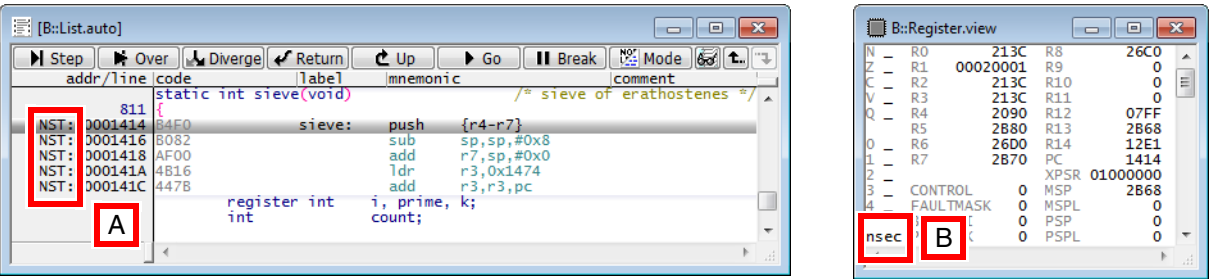 [B::List.auto]
Step Over Diverge Return Up Go Break Mode
addr/line code label mnemonic comment
static int sieve(void) /* sieve of erathostenes */
811 {
NST: 0001414 B4F0 sieve: push {r4-r7}
NST: 0001416 B082 sub sp,sp,#0x8
NST: 0001418 AF00 add r7,sp,#0x0
NST: 000141A 4B16 ldr r3,0x1474
NST: 000141C 447B add r3,r3,pc
register int i, prime, k;
int count;
A
B::Register.view
N _ R0 213C R8 26C0
Z _ R1 00020001 R9 0
C _ R2 213C R10 0
V _ R3 213C R11 0
Q _ R4 2090 R12 07FF
R5 2B80 R13 2B68
0 _ R6 26D0 R14 12E1
1 _ R7 2B70 PC 1414
2 _ XPSR 01000000
3 _ CONTROL 0 MSP 2B68
4 _ FAULTMASK 0 MSPL 0
0 PSP 0
nsec 0 PSPL 0
B